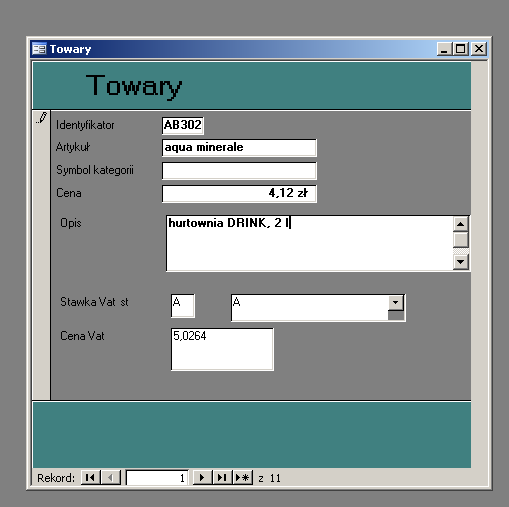 Towary
Towary
Identyfikator AB302
Artykuł aqua minerale
Symbol kategorii
Cena 4,12 zł
Opis hurtownia DRINK, 2 l
Stawka Vat st A A
Cena Vat 5,0264
Rekord: 1 z 11